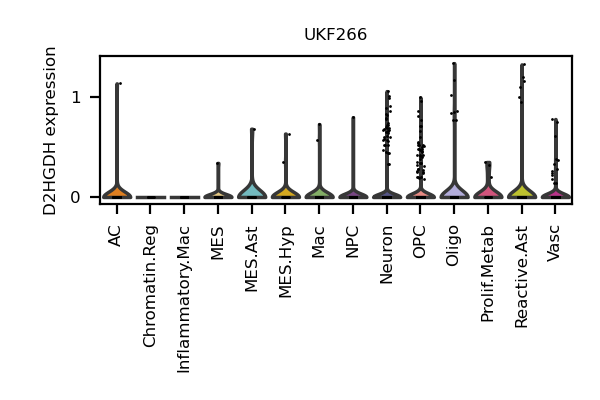 UKF266
D2HGDH expression
1
0
AC
Chromatin.Reg
Inflammatory.Mac
MES
MES.Ast
MES.Hyp
Mac
NPC
Neuron
OPC
Oligo
Prolif.Metab
Reactive.Ast
Vasc